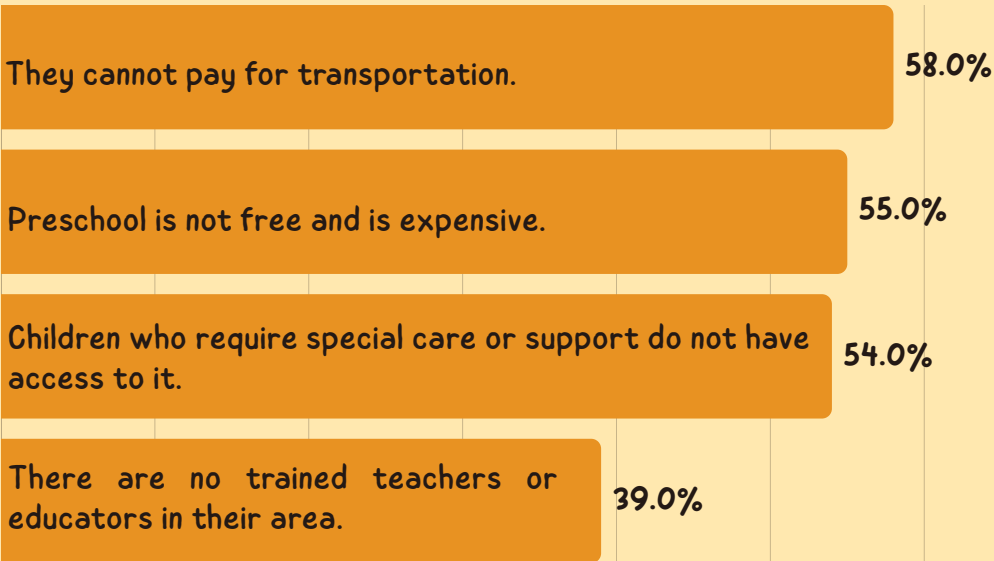 They cannot pay for transportation.
58.0%
Preschool is not free and is expensive.
55.0%
Children who require special care or support do not have
access to it.
54.0%
There are no trained teachers or
educators in their area.
39.0%